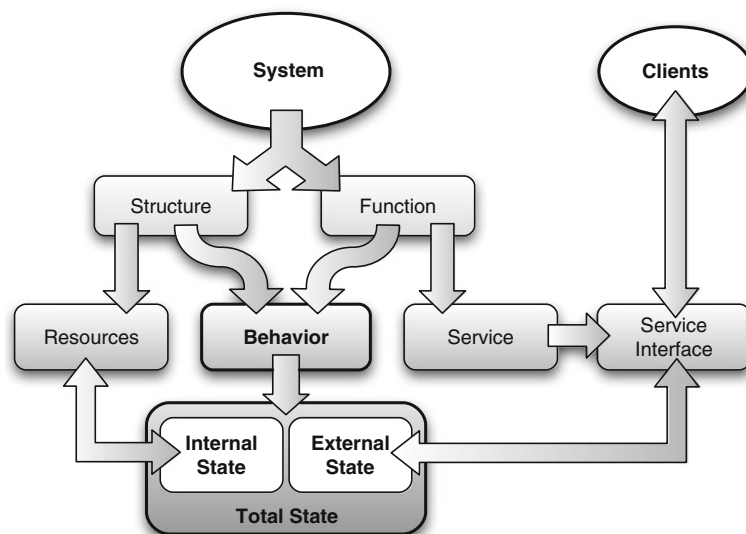 System
Clients
Structure
Function
Resources
Behavior
Service
Service
Interface
Internal
State
External
State
Total State